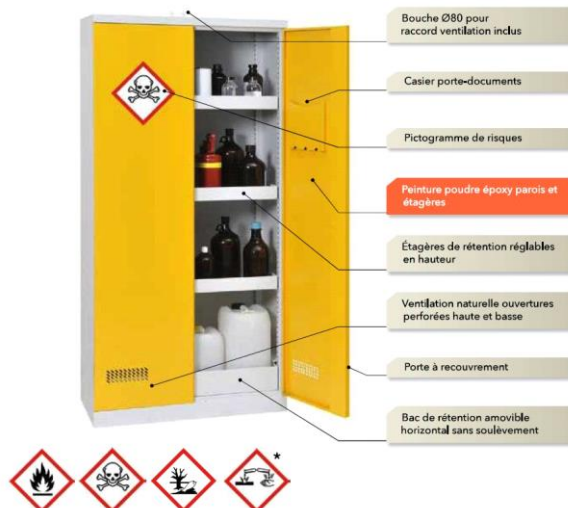 Bouche Ø80 pour
raccord ventilation inclus
Casier porte-documents
Pictogramme de risques
Peinture poudre époxy parois et
étagères
Étagères de rétention réglables
en hauteur
Ventilation naturelle ouvertures
perforées haute et basse
Porte à recouvrement
Bac de rétention amovible
horizontal sans soulèvement
*